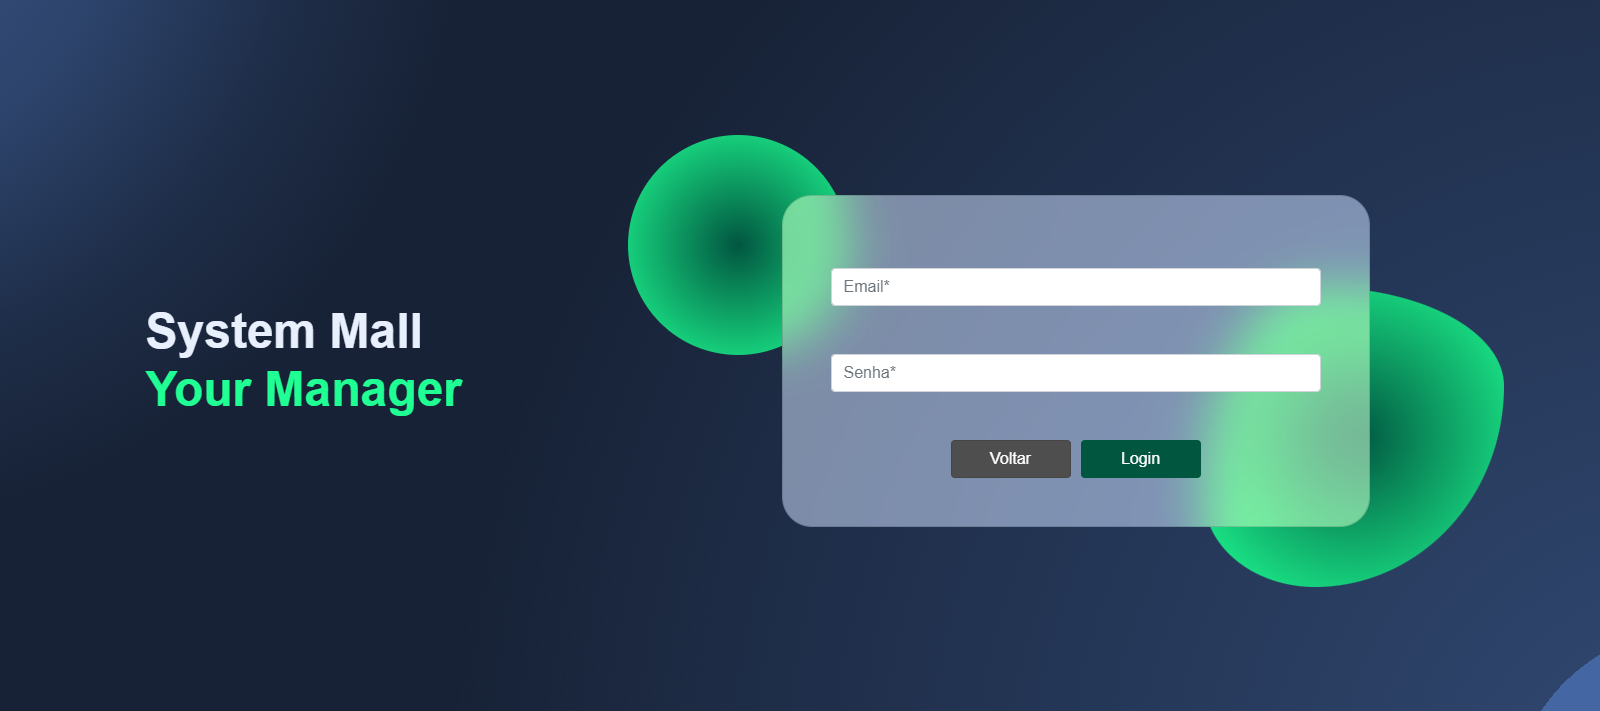 System Mall
Your Manager
Email*
Senha*
Voltar
Login